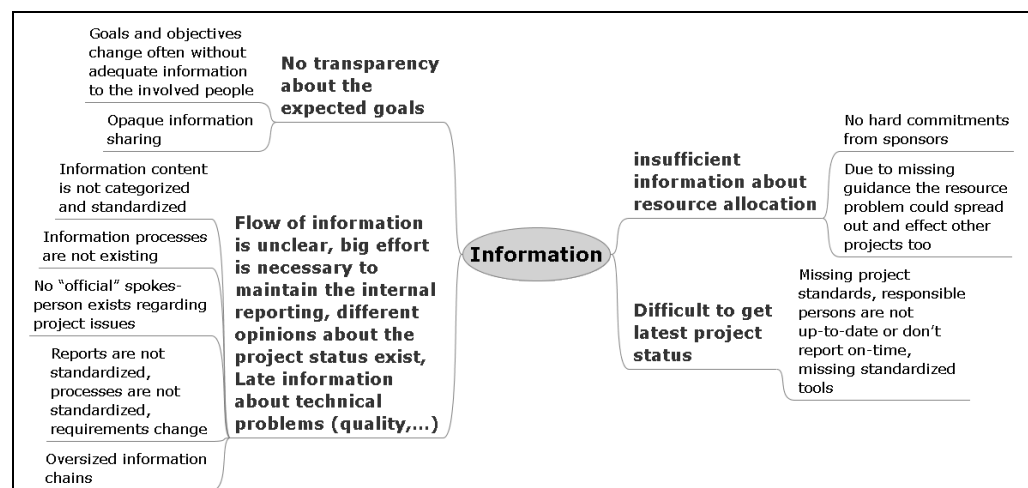 Goals and objectives
change often without
adequate information
to the involved people
Opaque information
sharing
No transparency
about the
expected goals
Information content
is not categorized
and standardized
Information processes
are not existing
No “official” spokes-
person exists regarding
project issues
Reports are not
standardized,
processes are not
standardized,
requirements change
Oversized information
chains
Flow of information
is unclear, big effort
is necessary to
maintain the internal
reporting, different
opinions about the
project status exist,
Late information
about technical
problems (quality,...)
Information
insufficient
information about
resource allocation
No hard commitments
from sponsors
Due to missing
guidance the resource
problem could spread
out and effect other
projects too
Difficult to get
latest project
status
Missing project
standards, responsible
persons are not
up-to-date or don’t
report on-time,
missing standardized
tools